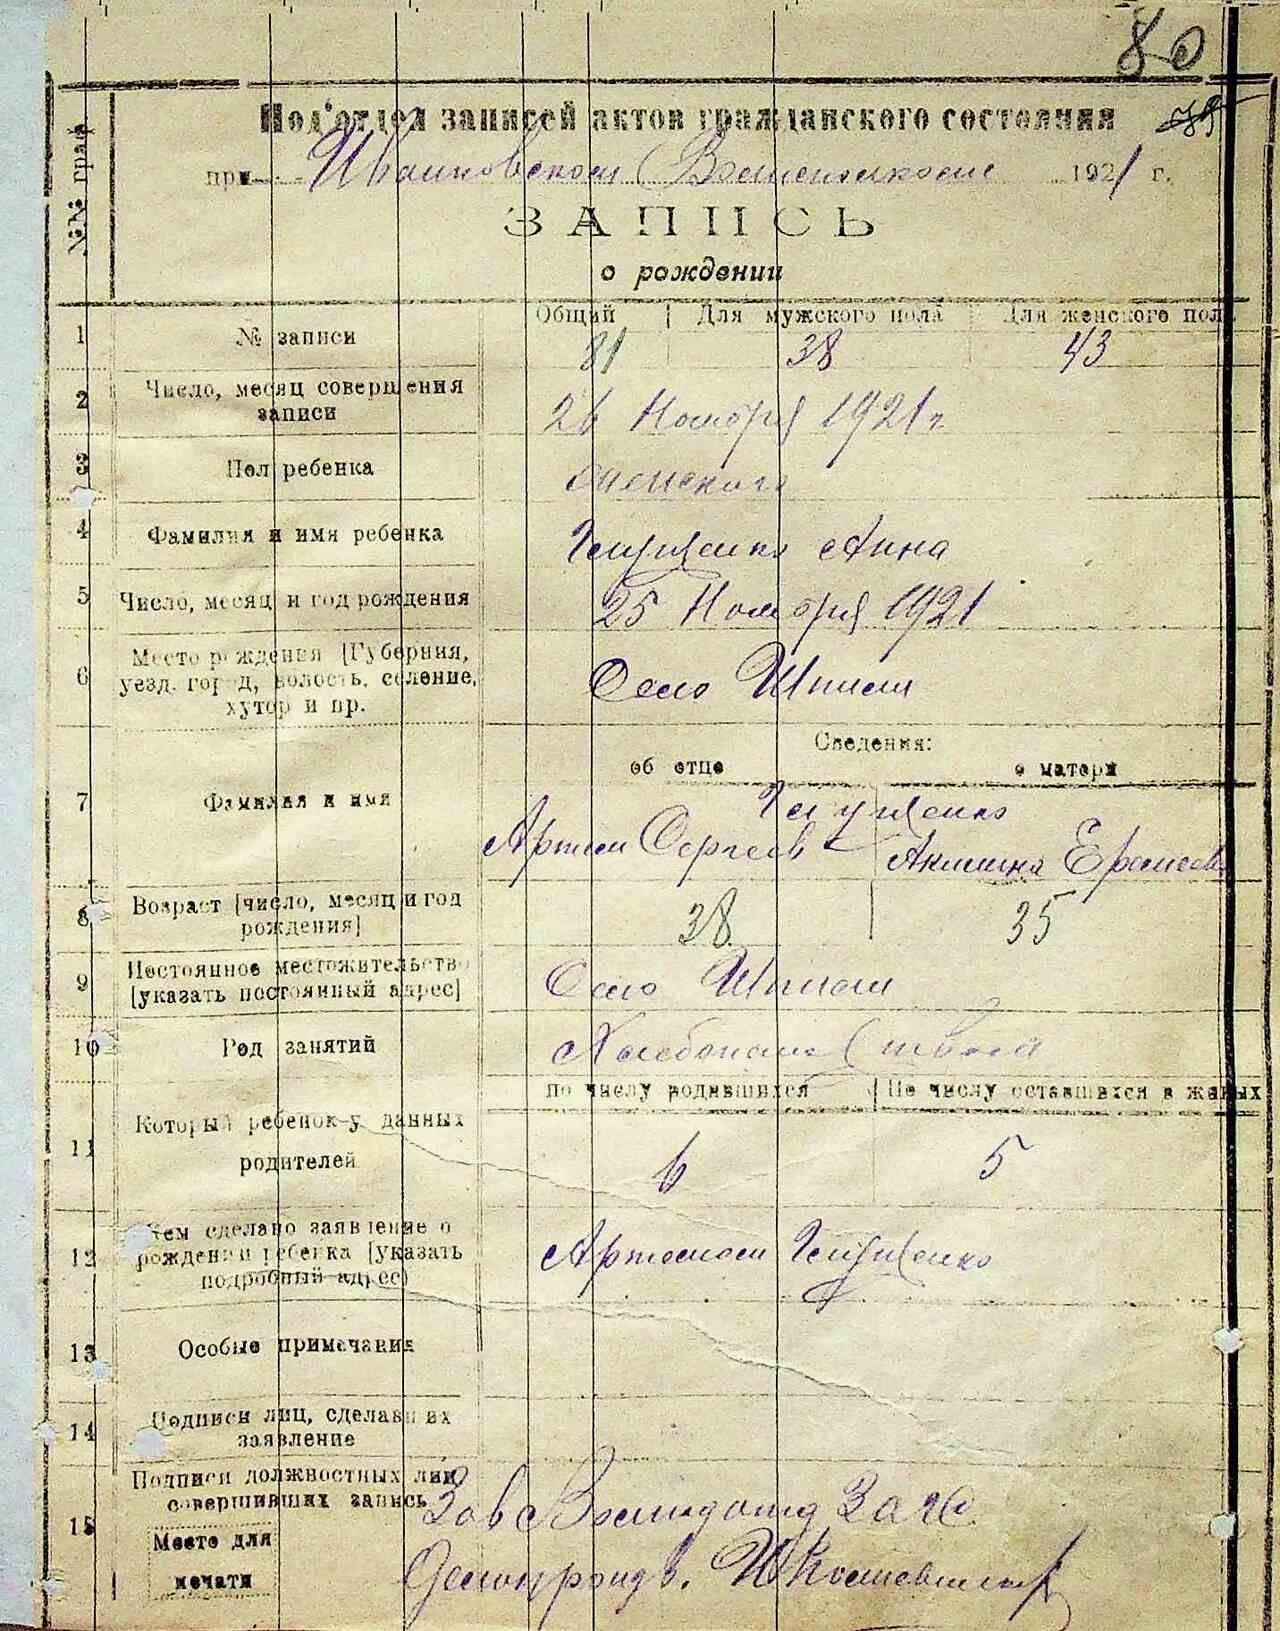 80
79
Под'отдел записей актов гражданского состояния
при Иванковском Волисполкоме 1921 г.
ЗАПИСЬ
о рождении
№№ граф
Общий Для мужского пола Для женского пола
1 № записи 81 38 43
2 Число, месяц совершения записи 26 Ноября 1921 г
3 Пол ребенка женского
4 Фамилия и имя ребенка Анна
5 Число, месяц и год рождения 25 Ноября 1921
6 Место рождения [Губерния,
уезд, город, волость, селение,
хутор и пр. Село Шпили
Сведения:
об отце о матери
7 Фамилия и имя
Артем Сергеев Акилина
8 Возраст [число, месяц и год
рождения] 38 35
9 Постоянное местожительство
[указать постоянный адрес] Село Шпили
10 Род занятий
по числу родившихся По числу оставшихся в живых
11 Который ребенок у данных
родителей 6 5
12 Кем сделано заявление о
рождении ребенка [указать
подробный адрес)
13 Особые примечания
14 Подписи лиц, сделавших
заявление
15 Подписи должностных лиц,
совершивших запись Зав
Место для
печати